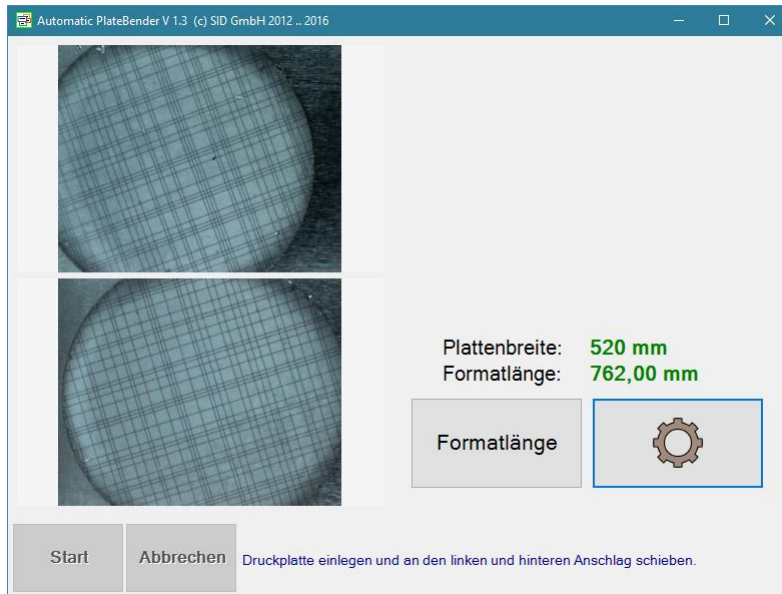 Automatic PlateBender V 1.3 (c) SID GmbH 2012 .. 2016
Plattenbreite: 520 mm
Formatlänge: 762,00 mm
Formatlänge
Start
Abbrechen
Druckplatte einlegen und an den linken und hinteren Anschlag schieben.